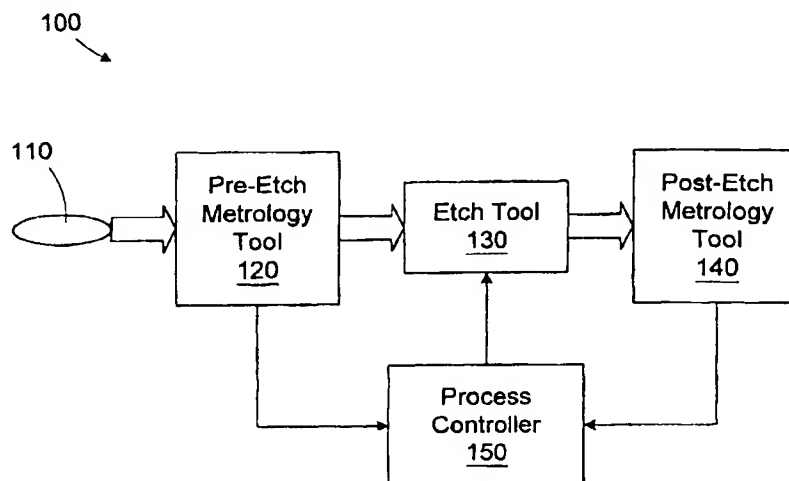 100
110
Pre-Etch
Metrology
Tool
120
Etch Tool
130
Post-Etch
Metrology
Tool
140
Process
Controller
150